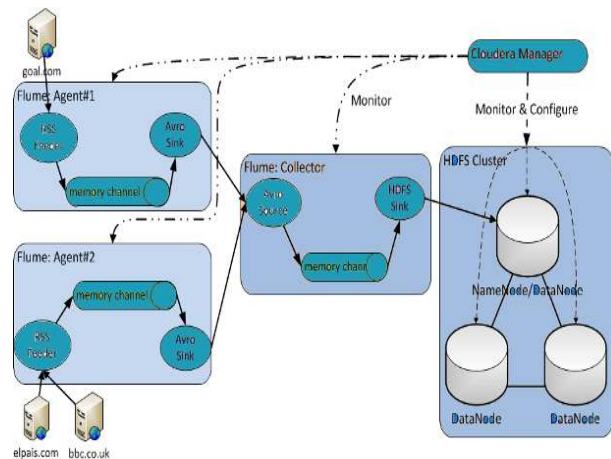 goal.com
Cloudera Manager
Flume: Agent#1
RSS
Feeder
Avro
Sink
memory channel
Monitor
Monitor & Configure
Flume: Collector
Avro
Source
HDFS
Sink
memory chann
HDFS Cluster
NameNode/DataNode
DataNode
DataNode
Flume: Agent#2
memory channel
RSS
Feeder
Avro
Sink
elpais.com
bbc.co.uk